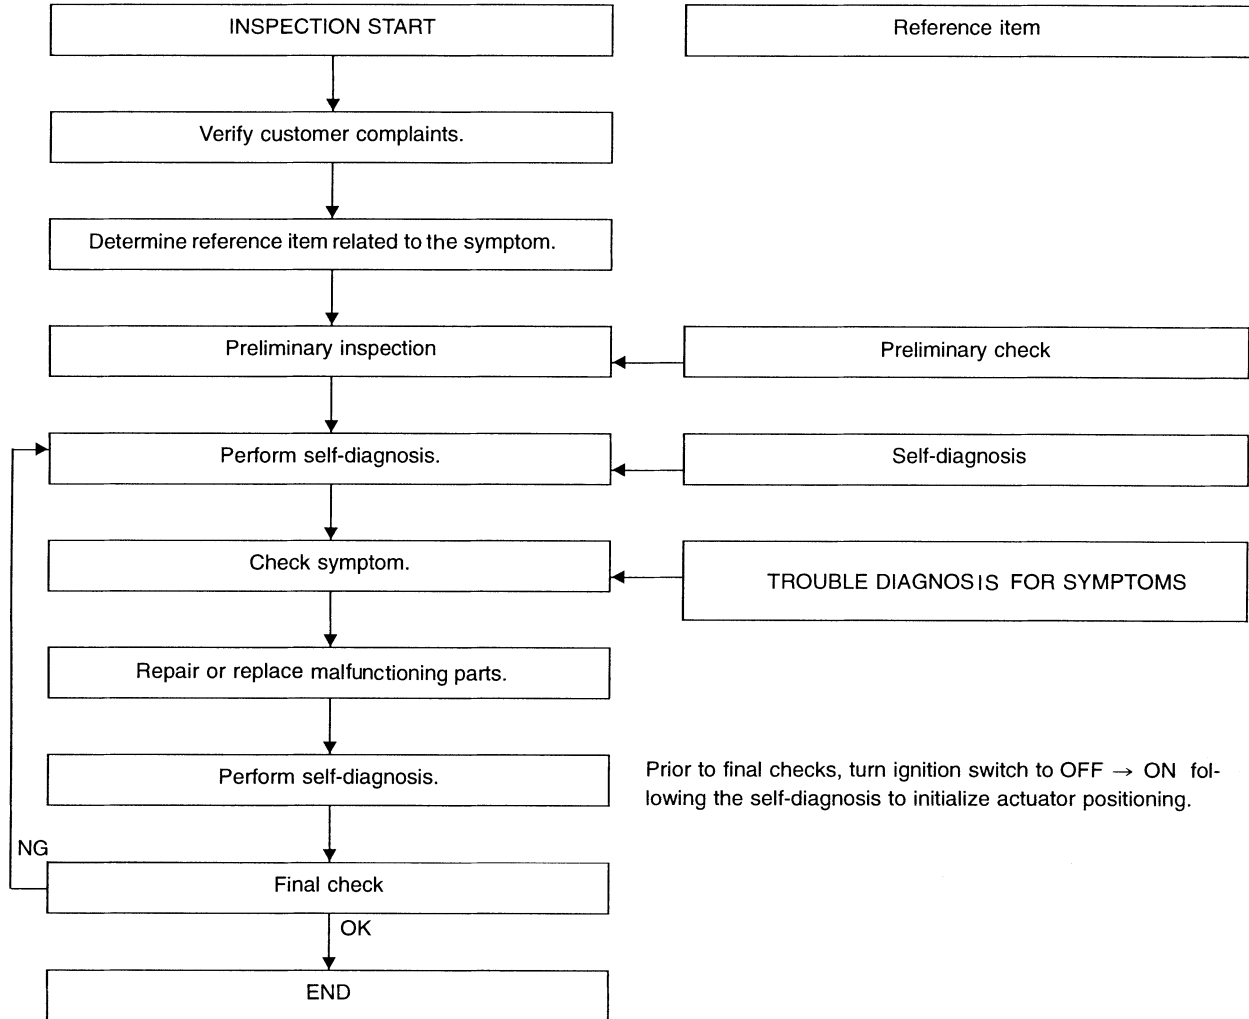 INSPECTION START
Reference item
Verify customer complaints.
Determine reference item related to the symptom.
Preliminary inspection
Preliminary check
Perform self-diagnosis.
Self-diagnosis
Check symptom.
TROUBLE DIAGNOSIS FOR SYMPTOMS
Repair or replace malfunctioning parts.
Perform self-diagnosis.
Prior to final checks, turn ignition switch to OFF → ON fol-
lowing the self-diagnosis to initialize actuator positioning.
NG
Final check
OK
END